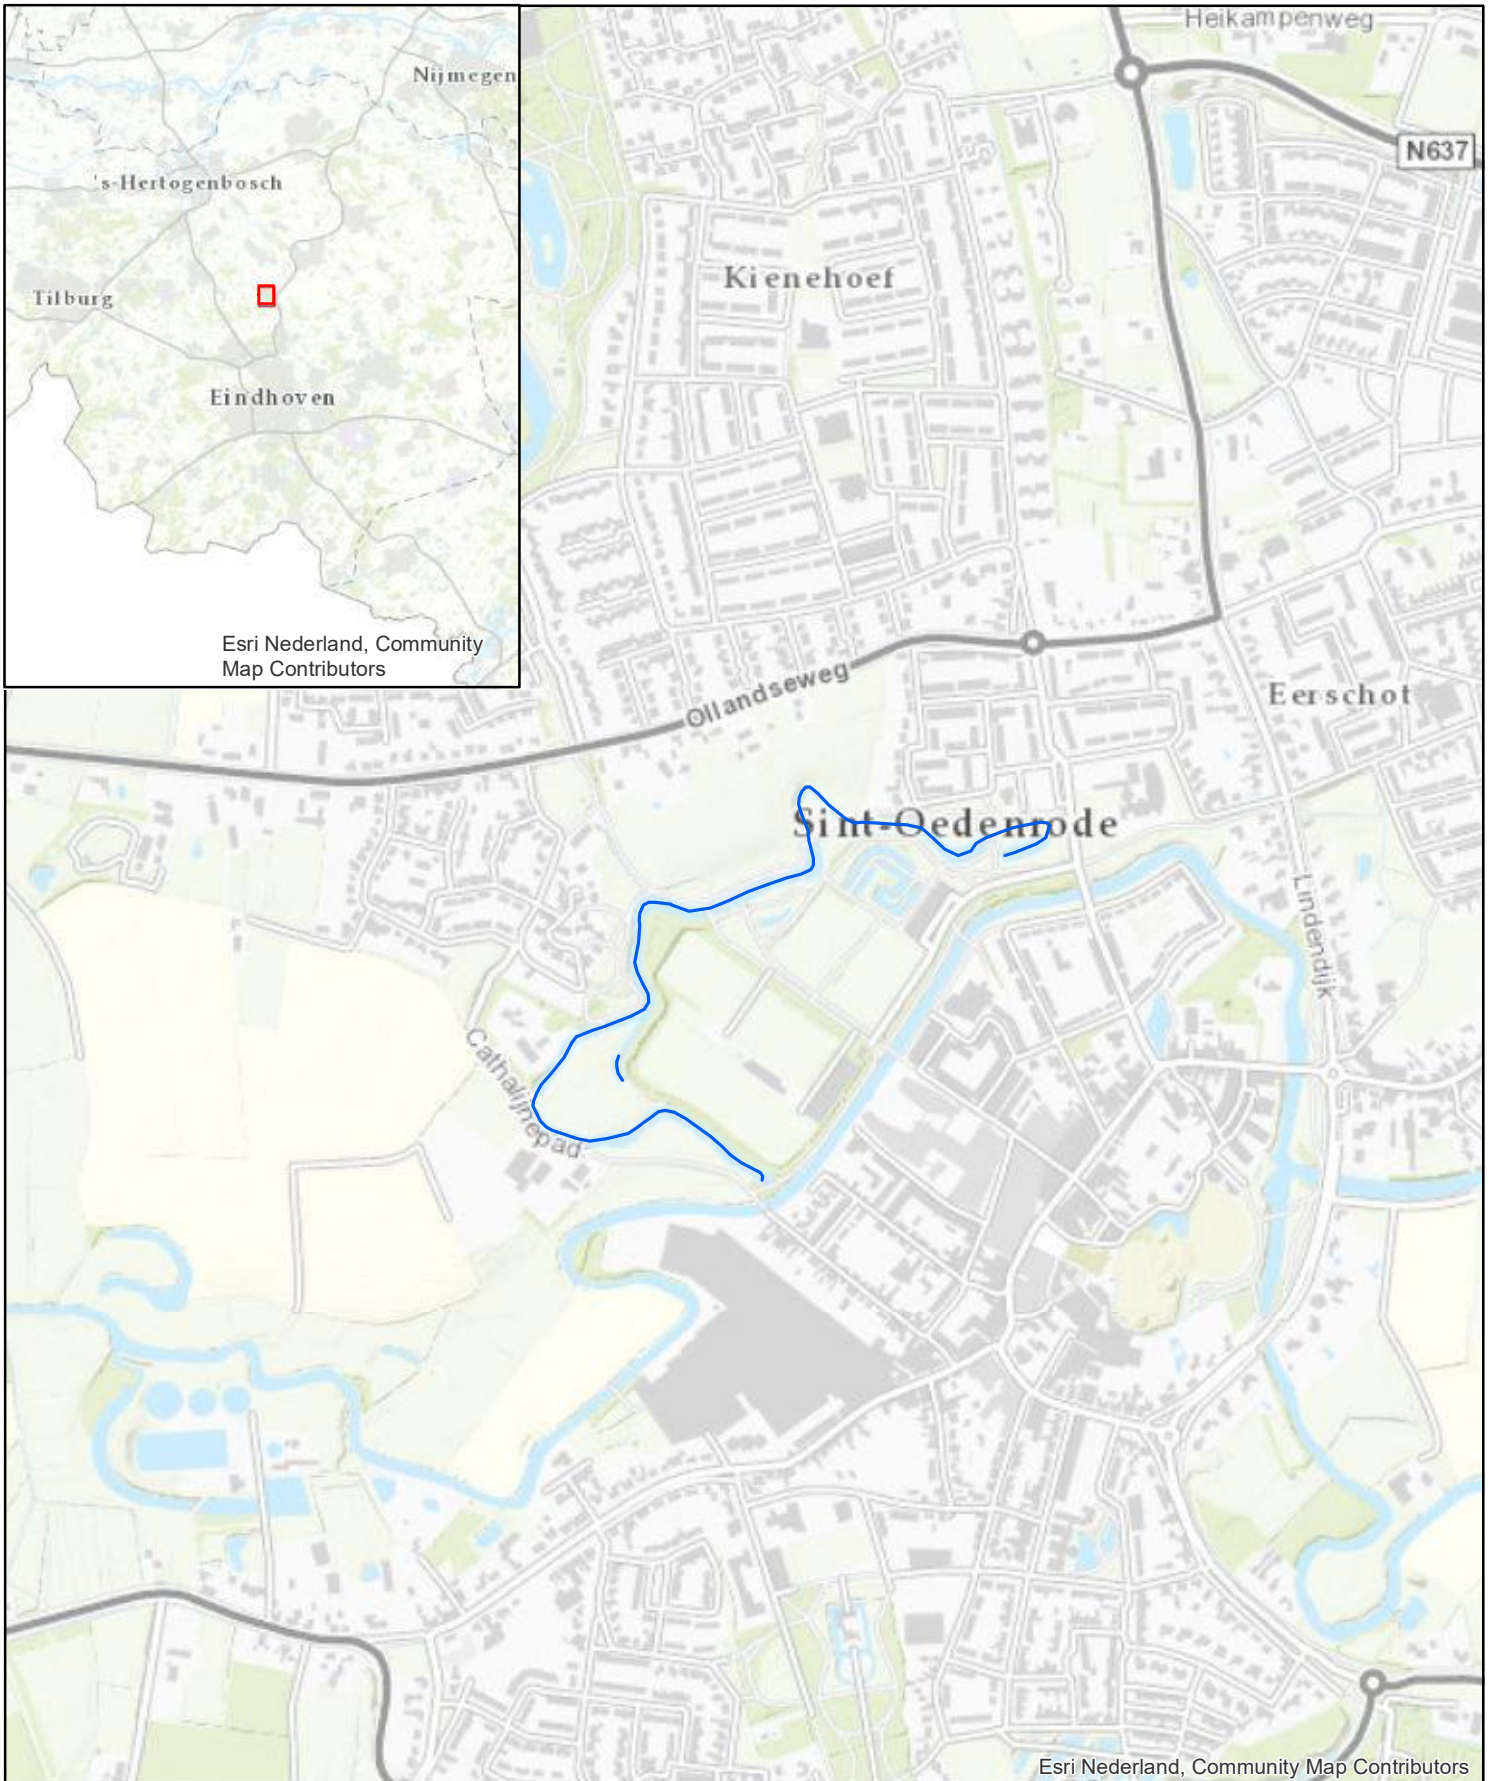 Nijmegen
's-Hertogenbosch
Tilburg
Eindhoven
Esri Nederland, Community
Map Contributors
Heikampenweg
N637
Kienehoef
Ollandseweg
Eerschot
Sint-Oedenrode
Lindendijk
Cathalijnepad
Esri Nederland, Community Map Contributors